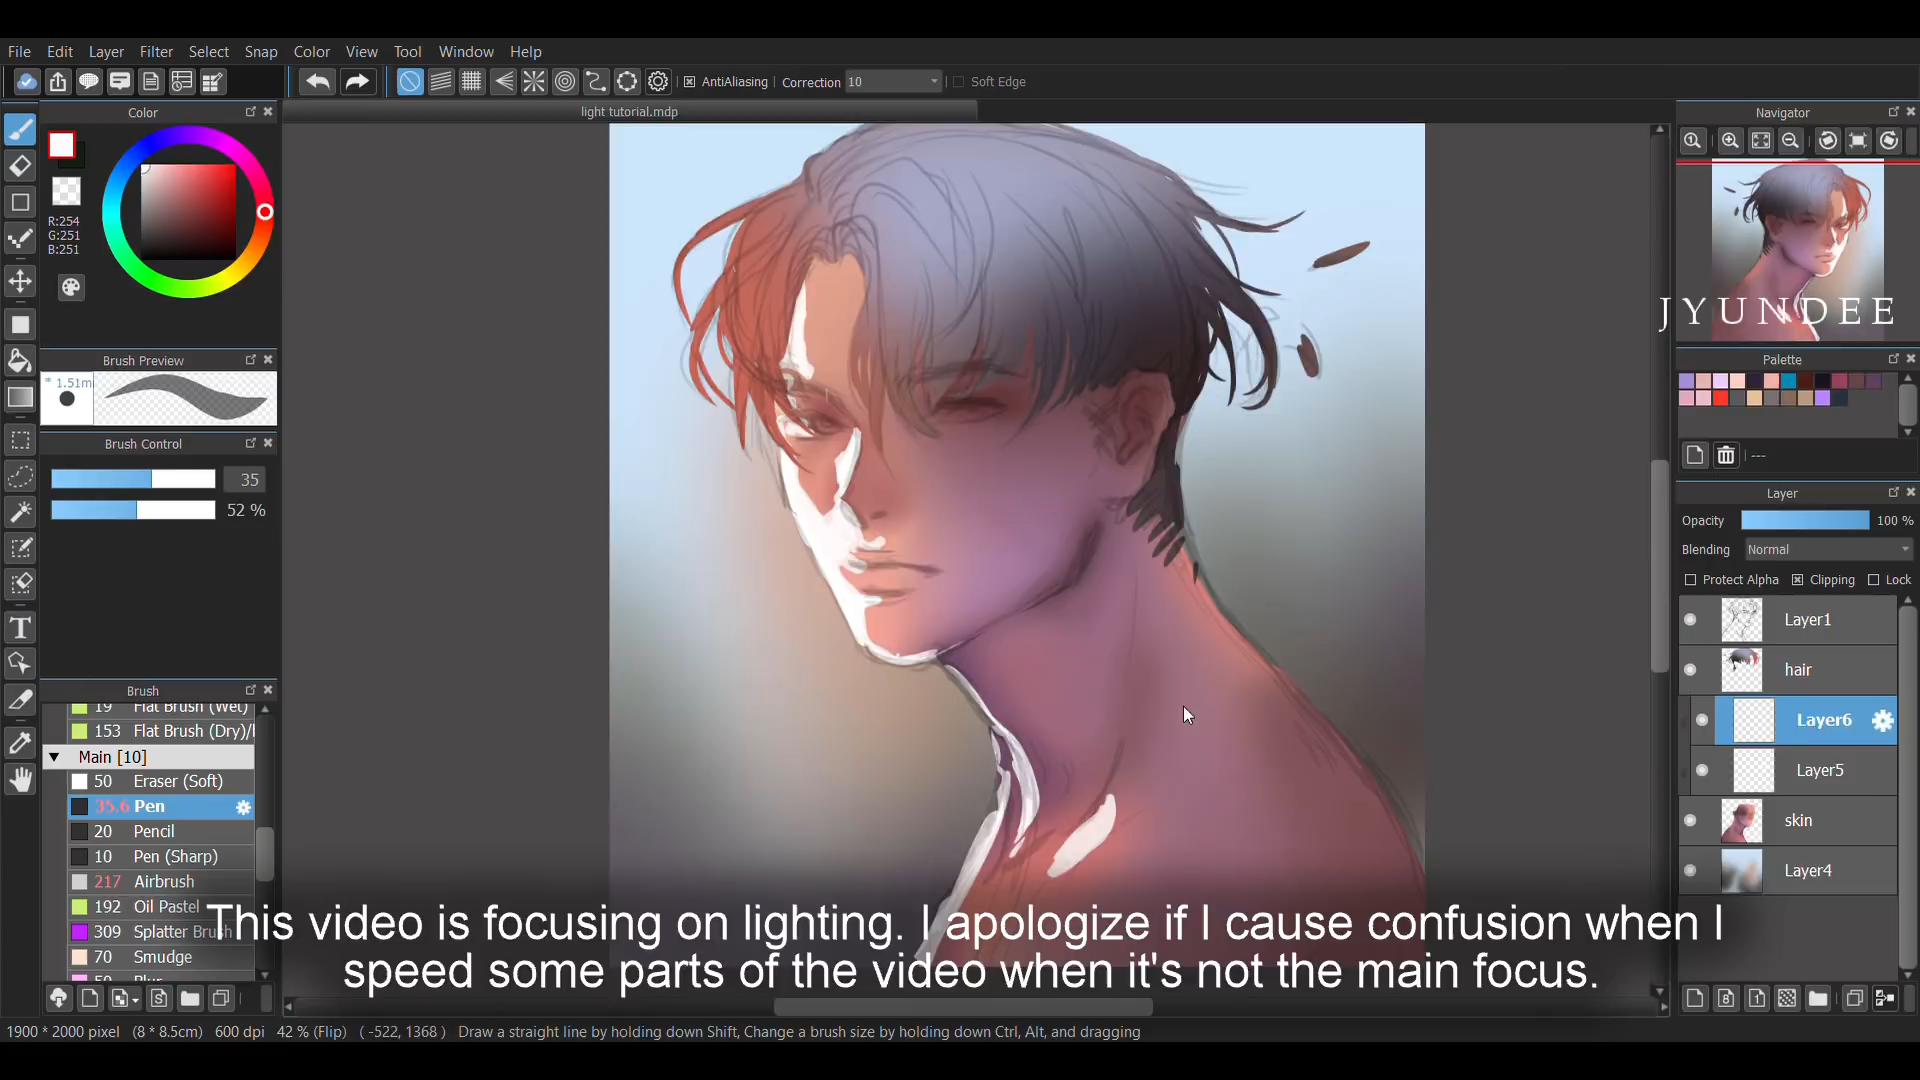 File Edit Layer Filter Select Snap Color View Tool Window Help
AntiAliasing Correction 10 Soft Edge
Color
light tutorial.mdp
Navigator
R:254
G:251
B:251
JYUNDEE
Brush Preview
Palette
* 1.51m
Brush Control
---
35
Layer
52 %
Opacity 100 %
Blending Normal
Protect Alpha Clipping Lock
Layer1
hair
Layer6
Layer5
skin
Layer4
Brush
19 Flat Brush (Wet)
153 Flat Brush (Dry)/
Main [10]
50 Eraser (Soft)
35.6 Pen
20 Pencil
10 Pen (Sharp)
217 Airbrush
192 Oil Pastel
309 Splatter Brush
70 Smudge
50 Blur
This video is focusing on lighting. I apologize if I cause confusion when I
speed some parts of the video when it's not the main focus.
1900 * 2000 pixel (8 * 8.5cm) 600 dpi 42 % (Flip) ( -522, 1368 ) Draw a straight line by holding down Shift, Change a brush size by holding down Ctrl, Alt, and dragging